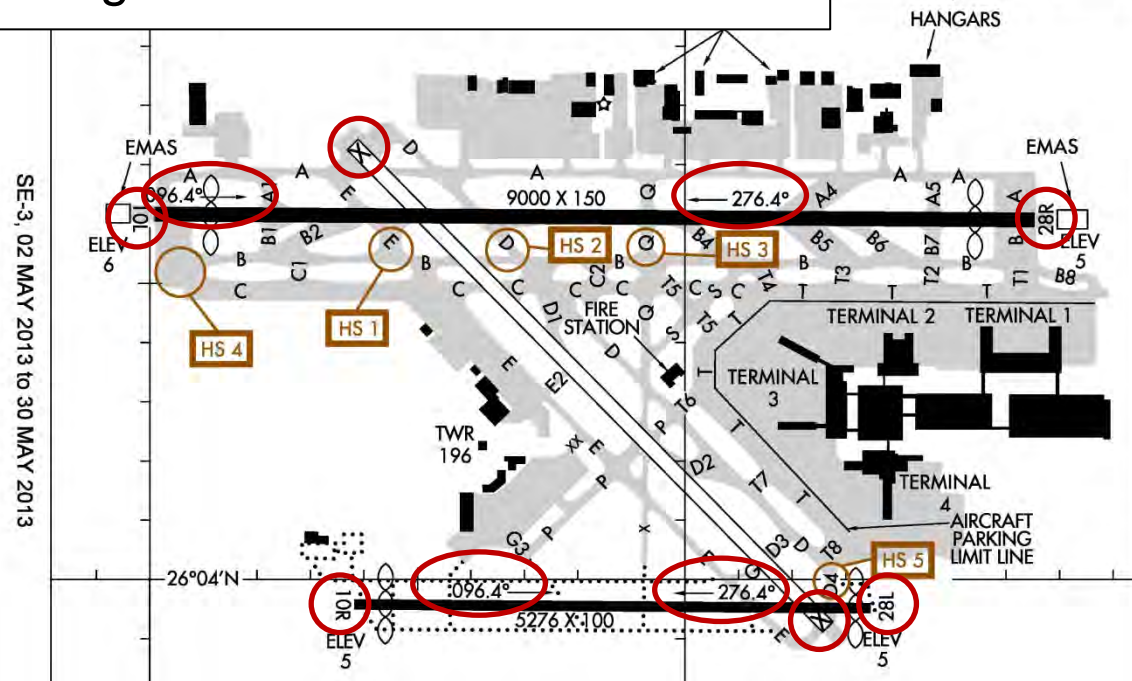 HANGARS
EMAS
EMAS
D
A
A
A
A
A
E
A1
Q
A4
A5
A
096.4°
9000 X 150
276.4°
10L
28R
ELEV
6
ELEV
5
B1
B2
E
D
HS 2
Q
HS 3
B4
B5
B6
B7
B
B
C1
B
C2
B
B
B
T3
T2
T1
B8
HS 4
C
HS 1
C
C
C
C
T5
C
S
C
T4
T
T
T
D1
FIRE
STATION
Q
S
T5
T
TERMINAL 2
TERMINAL 1
SE-3, 02 MAY 2013 to 30 MAY 2013
E
D
E2
T
TERMINAL
3
T6
TWR
196
XX
E
P
T
P
D2
T7
T
TERMINAL
4
AIRCRAFT
PARKING
LIMIT LINE
G3
P
X
E
G
D3
D
T8
HS 5
26°04'N
G4
10R
096.4°
276.4°
28L
5276 X 100
E
ELEV
5
ELEV
5